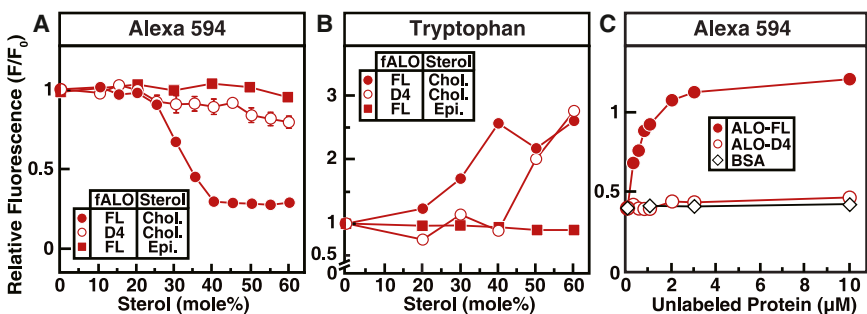 A Alexa 594
Relative Fluorescence (F/F0)
1
0.5
0
fALO Sterol
FL Chol.
D4 Chol.
FL Epi.
0 10 20 30 40 50 60
Sterol (mole%)
B Tryptophan
fALO Sterol
FL Chol.
D4 Chol.
FL Epi.
3
2
1
0.5
0
0 10 20 30 40 50 60
Sterol (mole%)
C Alexa 594
1
0.5
0
ALO-FL
ALO-D4
BSA
0 2 4 6 8 10
Unlabeled Protein (μM)